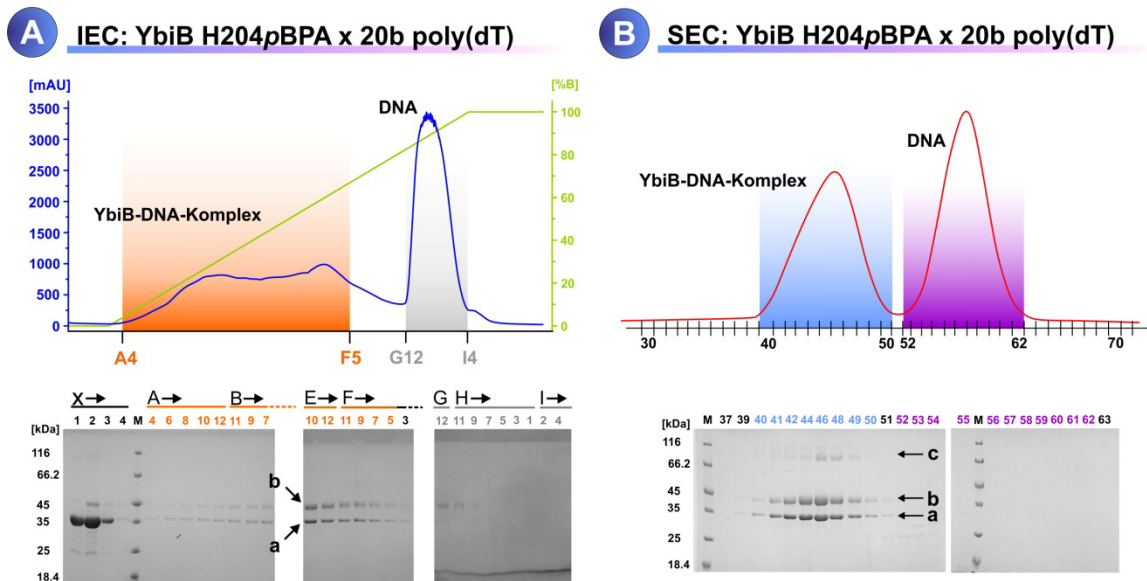 A IEC: YbiB H204pBPA x 20b poly(dT)
[mAU] [%B]
DNA
3500
3000
2500
2000
1500
1000
500
0
100
80
60
40
20
0
YbiB-DNA-Komplex
A4 F5 G12 I4
X→ A→ B→ E→ F→ G H→ I→
1 2 3 4 M 4 6 8 10 12 11 9 7 10 12 11 9 7 5 3 12 11 9 7 5 3 1 2 4
[kDa]
116
66.2
45
35
25
18.4
b
a
B SEC: YbiB H204pBPA x 20b poly(dT)
DNA
YbiB-DNA-Komplex
30 40 50 52 62 70
M 37 39 40 41 42 44 46 48 49 50 51 52 53 54 55 M 56 57 58 59 60 61 62 63
[kDa]
116
66.2
45
35
25
18.4
c
b
a